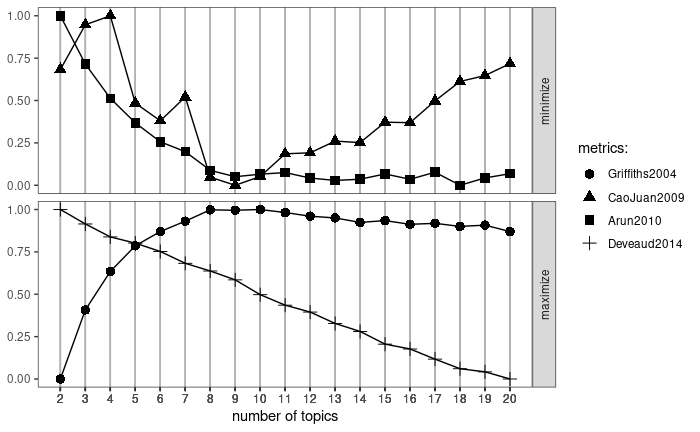 1.00
0.75
0.50
0.25
0.00
minimize
1.00
0.75
0.50
0.25
0.00
maximize
2 3 4 5 6 7 8 9 10 11 12 13 14 15 16 17 18 19 20
number of topics
metrics:
Griffiths2004
CaoJuan2009
Arun2010
Deveaud2014